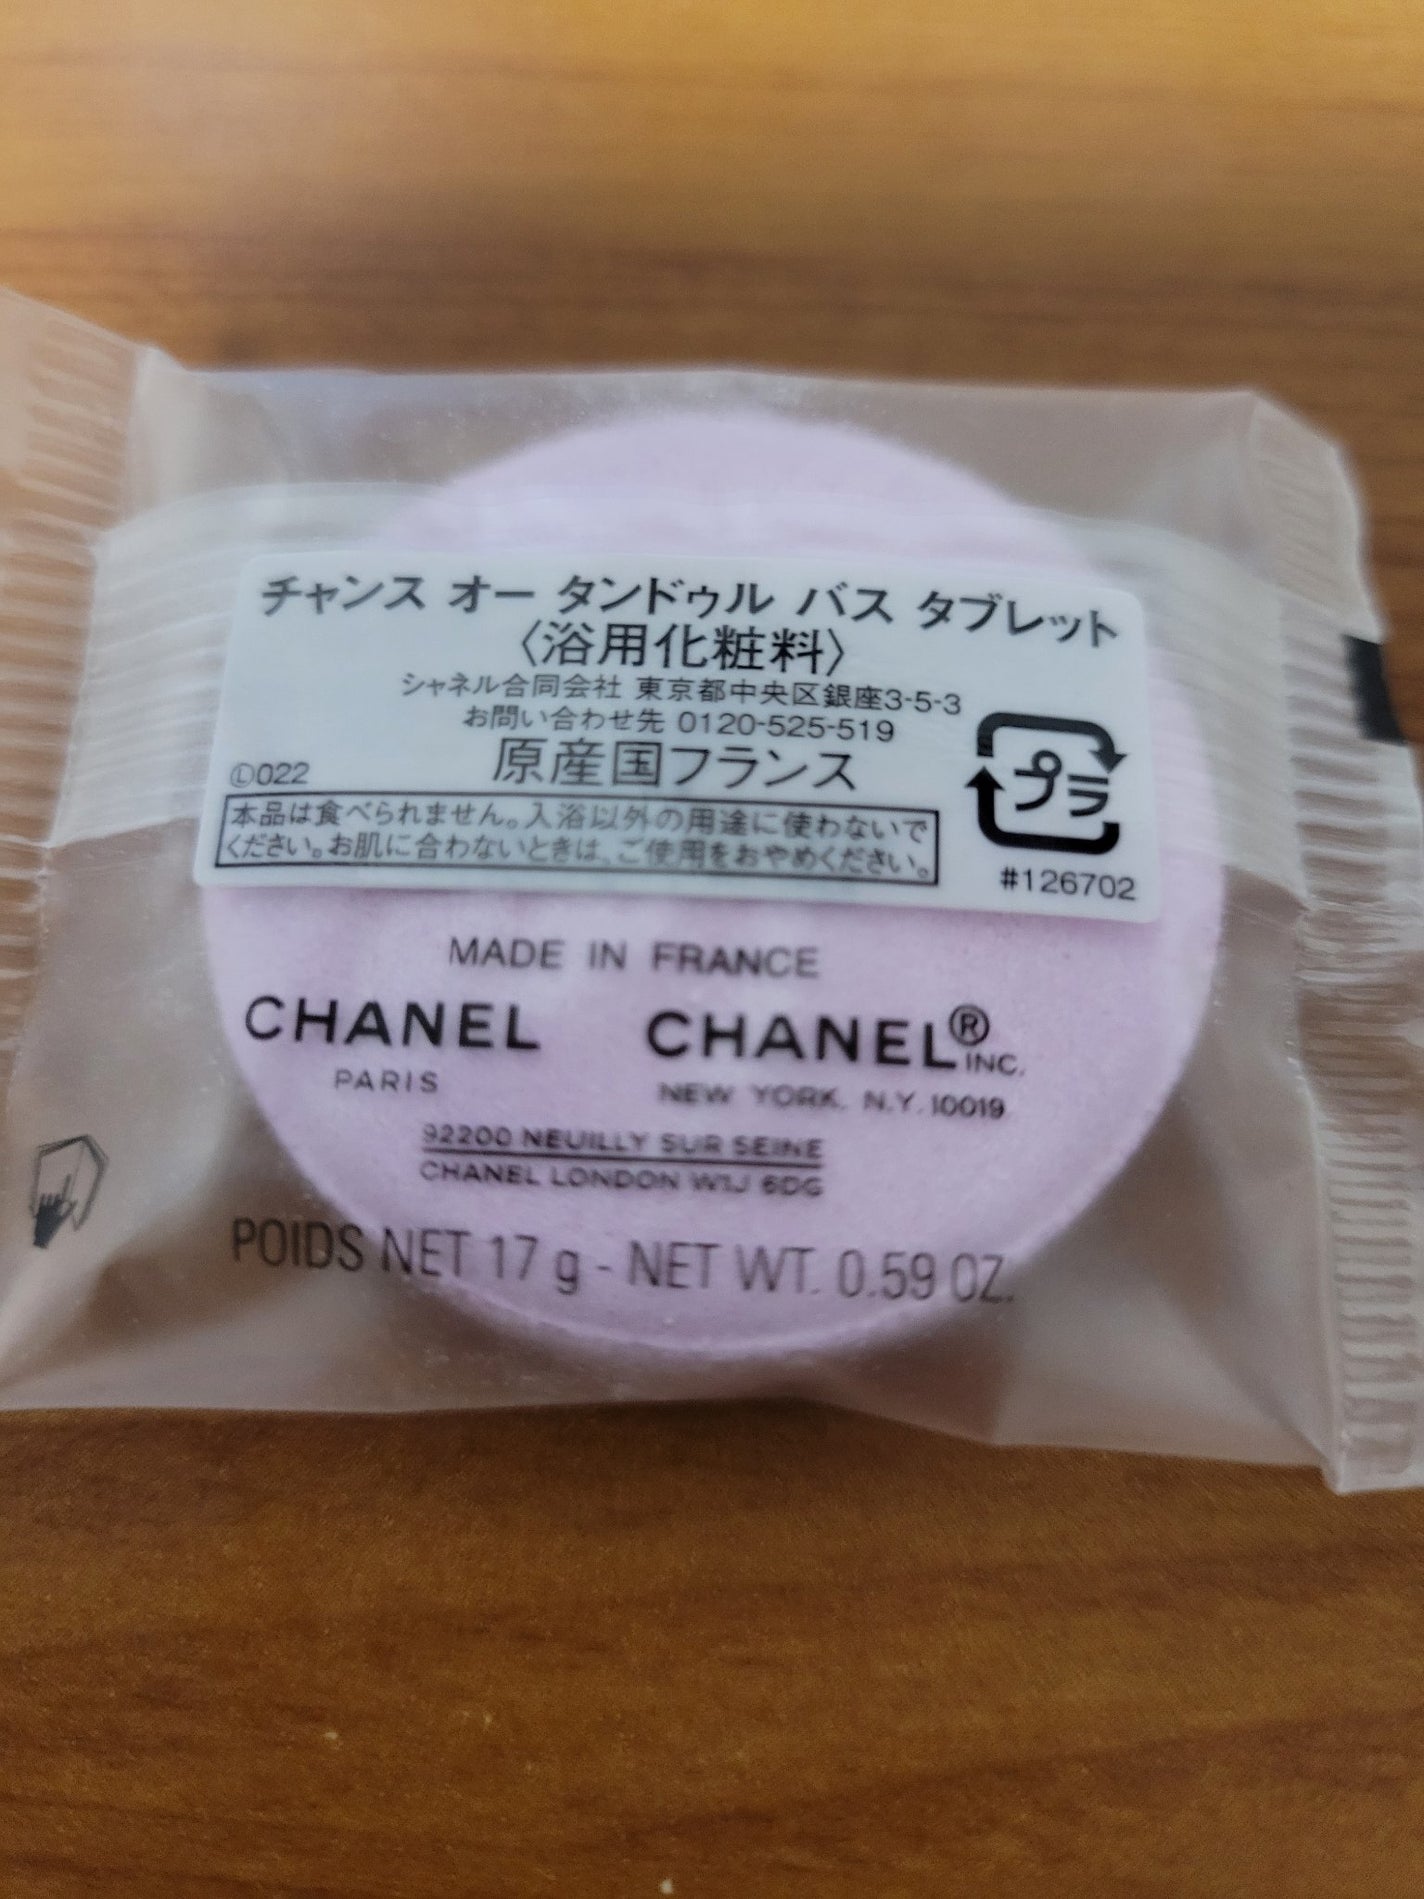 チャンス オー タンドゥル バス タブレット
〈浴用化粧料〉
シャネル合同会社 東京都中央区銀座3-5-3
お問い合わせ先 0120-525-519
原産国フランス
Ⓛ022
本品は食べられません。入浴以外の用途に使わないで
ください。お肌に合わないときは、ご使用をおやめください。
プラ
#126702
MADE IN FRANCE
CHANEL CHANEL® INC.
PARIS NEW YORK, N.Y. 10019
92200 NEUILLY SUR SEINE
CHANEL LONDON W1J 6DG
POIDS NET 17 g - NET WT. 0.59 OZ.